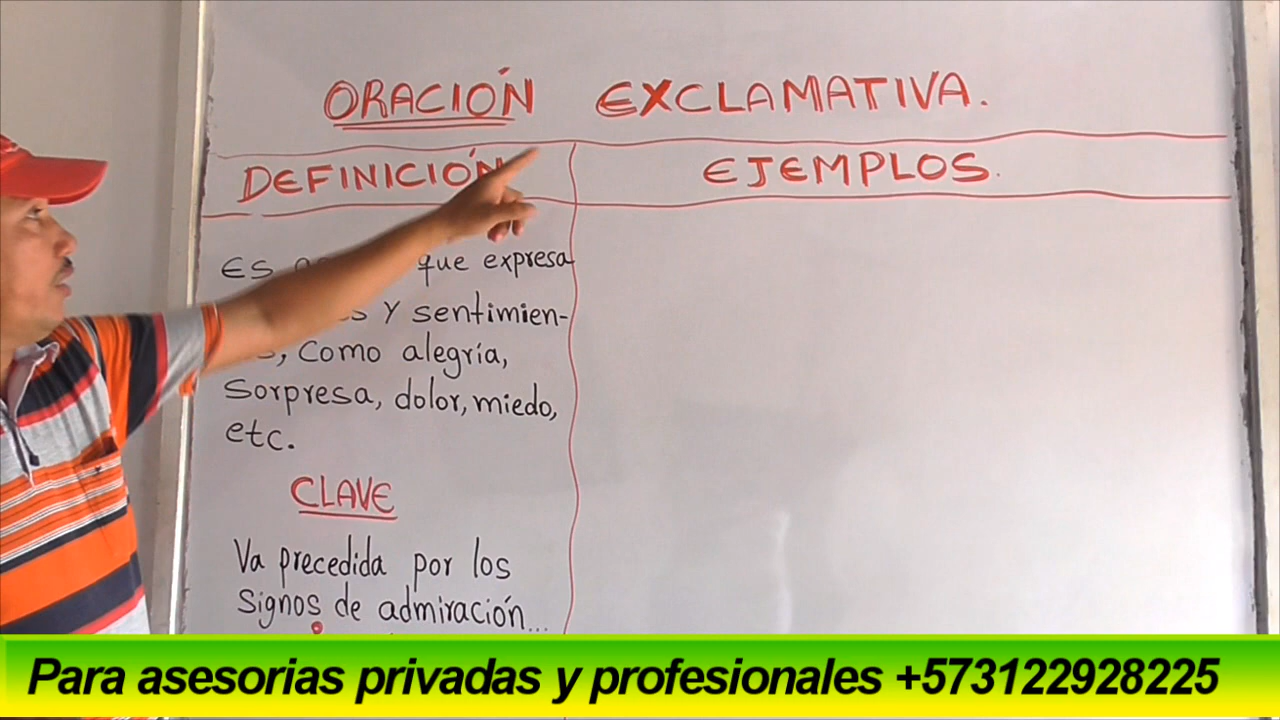 ORACIÓN EXCLAMATIVA.
DEFINICIÓN
EJEMPLOS.
Es que expresa
Y sentimien-
, como alegría,
sorpresa, dolor, miedo,
etc.
CLAVE
Va precedida por los
signos de admiración...
Para asesorias privadas y profesionales +573122928225